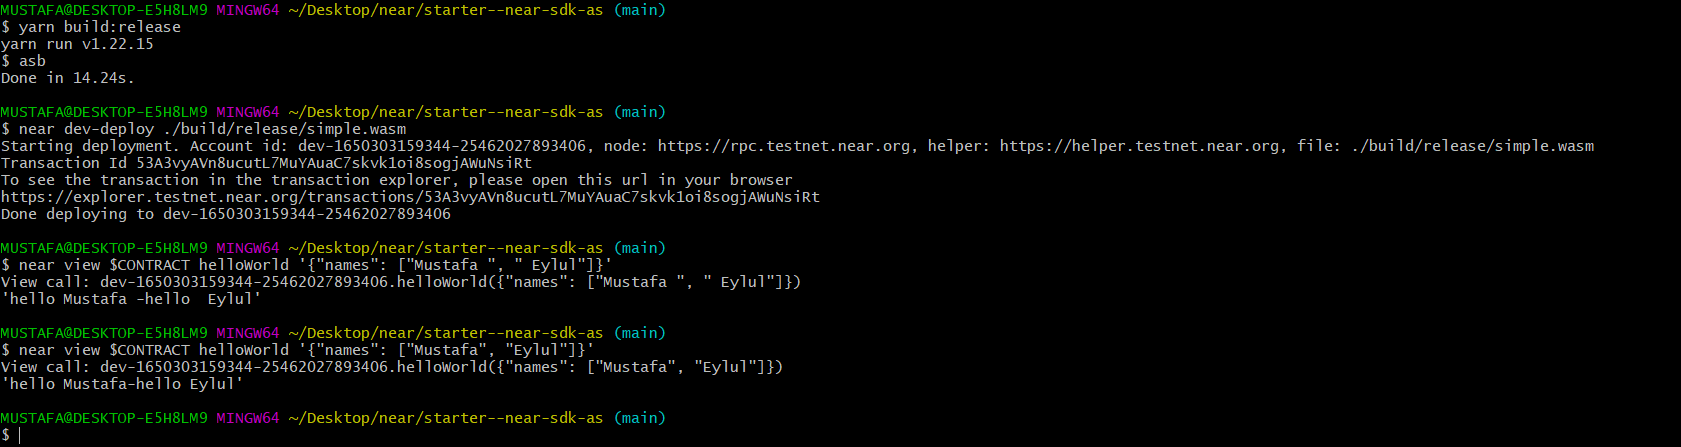 MUSTAFA@DESKTOP-E5H8LM9 MINGW64 ~/Desktop/near/starter--near-sdk-as (main)
$ yarn build:release
yarn run v1.22.15
$ asb
Done in 14.24s.
MUSTAFA@DESKTOP-E5H8LM9 MINGW64 ~/Desktop/near/starter--near-sdk-as (main)
$ near dev-deploy ./build/release/simple.wasm
Starting deployment. Account id: dev-1650303159344-25462027893406, node: https://rpc.testnet.near.org, helper: https://helper.testnet.near.org, file: ./build/release/simple.wasm
Transaction Id 53A3vyAVn8ucutL7MuYAuaC7skvk1oi8sogjAWuNsiRt
To see the transaction in the transaction explorer, please open this url in your browser
https://explorer.testnet.near.org/transactions/53A3vyAVn8ucutL7MuYAuaC7skvk1oi8sogjAWuNsiRt
Done deploying to dev-1650303159344-25462027893406
MUSTAFA@DESKTOP-E5H8LM9 MINGW64 ~/Desktop/near/starter--near-sdk-as (main)
$ near view $CONTRACT helloWorld '{"names": ["Mustafa ", " Eylul"]}'
View call: dev-1650303159344-25462027893406.helloWorld({"names": ["Mustafa ", " Eylul"]})
'hello Mustafa -hello  Eylul'
MUSTAFA@DESKTOP-E5H8LM9 MINGW64 ~/Desktop/near/starter--near-sdk-as (main)
$ near view $CONTRACT helloWorld '{"names": ["Mustafa", "Eylul"]}'
View call: dev-1650303159344-25462027893406.helloWorld({"names": ["Mustafa", "Eylul"]})
'hello Mustafa-hello Eylul'
MUSTAFA@DESKTOP-E5H8LM9 MINGW64 ~/Desktop/near/starter--near-sdk-as (main)
$